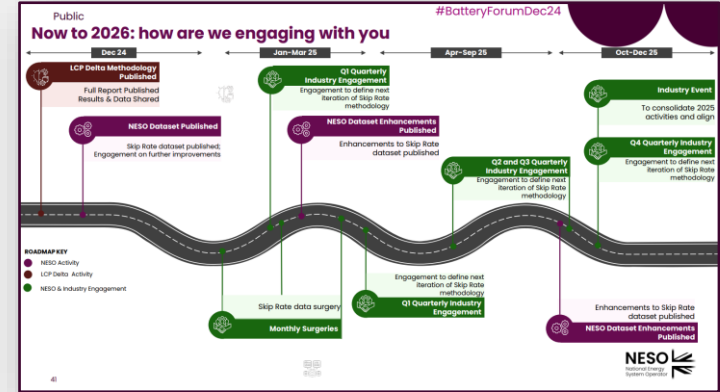 Public
#BatteryForumDec24
Now to 2026: how are we engaging with you
Dec 24
Jan-Mar 25
Apr-Sep 25
Oct-Dec 25
LCP Delta Methodology
Published
Full Report Published
Results & Data Shared
NESO Dataset Published
Skip Rate dataset published;
Engagement on further improvements
Q1 Quarterly
Industry Engagement
Engagement to define next
iteration of Skip Rate
methodology
NESO Dataset Enhancements
Published
Enhancements to Skip Rate
dataset published
Q2 and Q3 Quarterly
Industry Engagement
Engagement to define next
iteration of Skip Rate
methodology
Industry Event
To consolidate 2025
activities and align
Q4 Quarterly Industry
Engagement
Engagement to define next
iteration of Skip Rate
methodology
ROADMAP KEY
NESO Activity
LCP Delta Activity
NESO & Industry Engagement
Skip Rate data surgery
Monthly Surgeries
Engagement to define next
iteration of Skip Rate
methodology
Q1 Quarterly Industry
Engagement
Enhancements to Skip Rate
dataset published
NESO Dataset Enhancements
Published
NESO
National Energy
System Operator
41